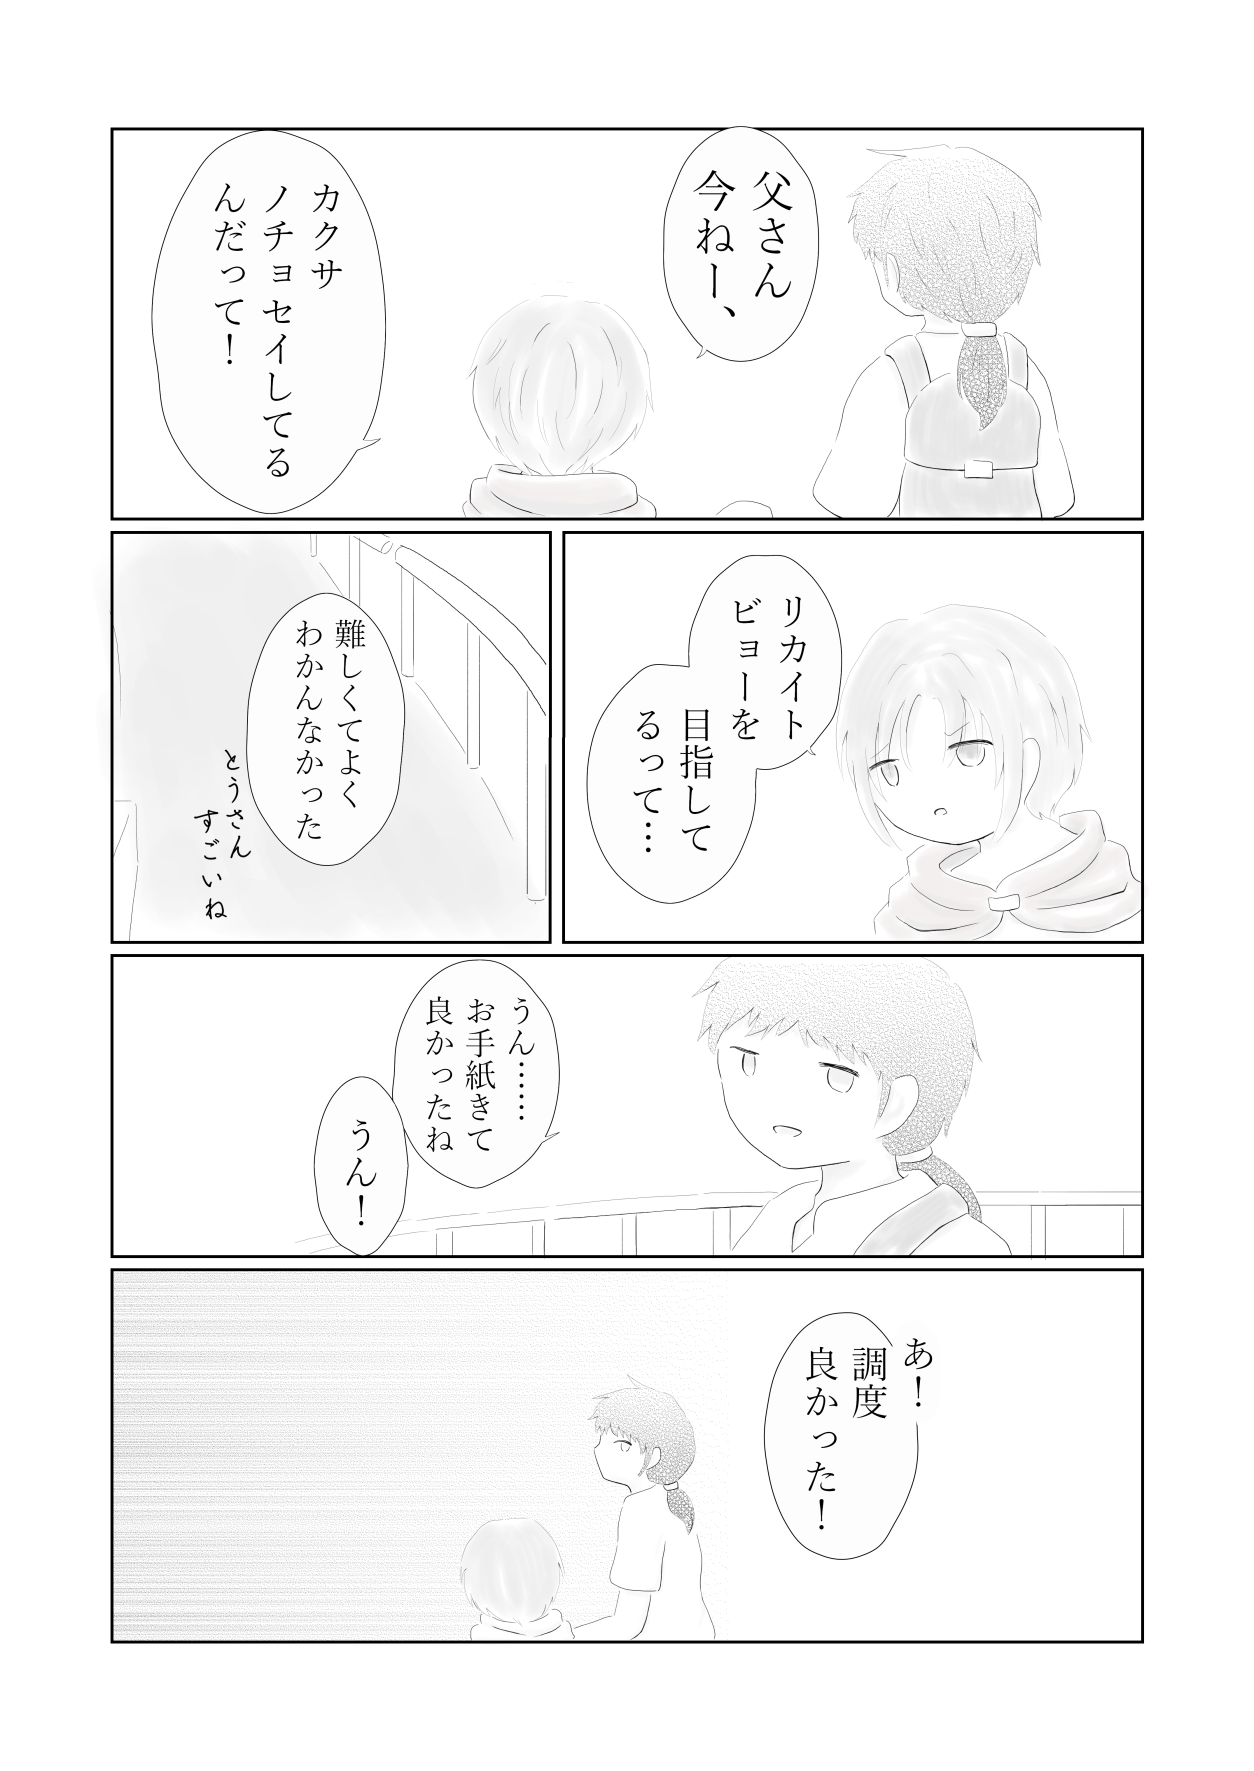 父さん
今ねー、
カクサ
ノチョセイしてる
んだって！
リカイト
ビョーを
目指して
るって…
難しくてよく
わかんなかった
とうさん
すごいね
うん……
お手紙きて
良かったね
うん！
あ！
調度
良かった！